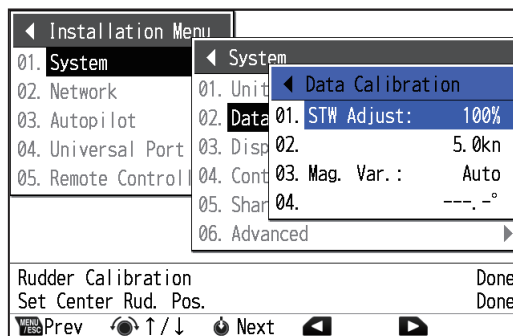 Installation Menu
01. System
02. Network
03. Autopilot
04. Universal Port
05. Remote Controll
System
01. Unit
02. Data
03. Disp
04. Cont
05. Shar
06. Advanced
Data Calibration
01. STW Adjust: 100%
02. 5.0kn
03. Mag. Var.: Auto
04. ---.-°
Rudder Calibration Done
Set Center Rud. Pos. Done
MENU/ESC Prev ↑/↓ Next